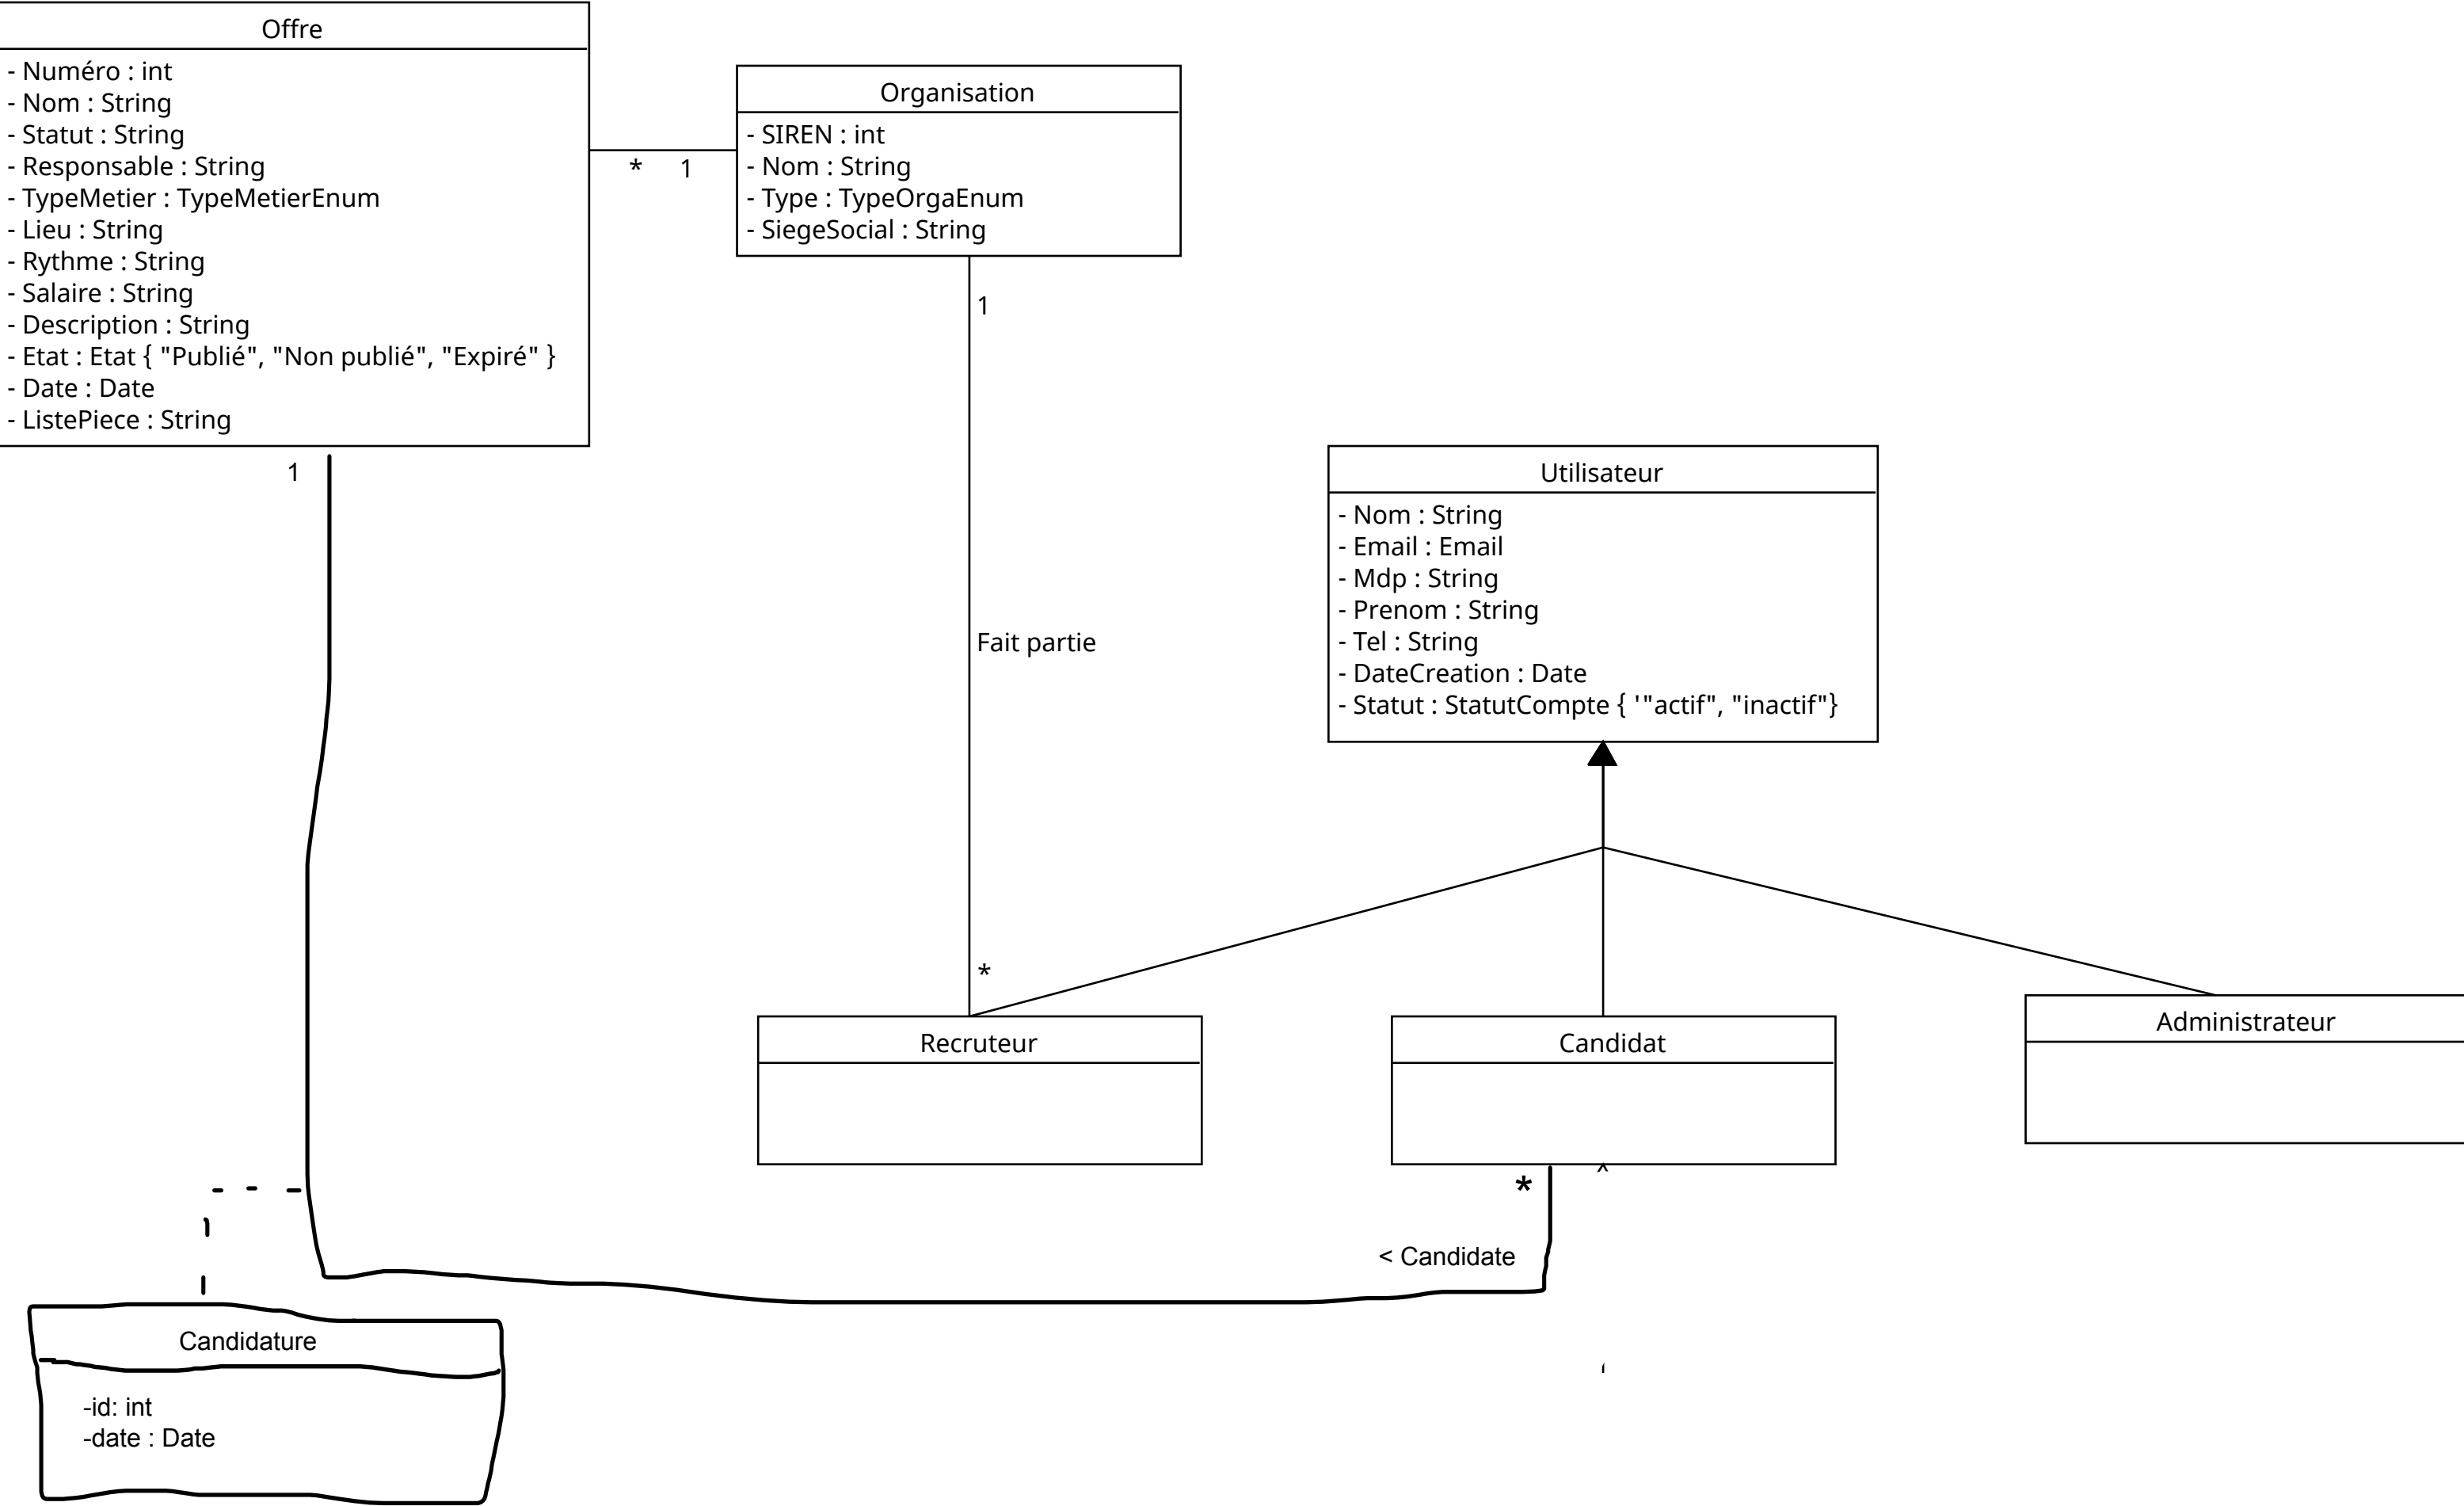 Offre
- Numéro : int
- Nom : String
- Statut : String
- Responsable : String
- TypeMetier : TypeMetierEnum
- Lieu : String
- Rythme : String
- Salaire : String
- Description : String
- Etat : Etat { "Publié", "Non publié", "Expiré" }
- Date : Date
- ListePiece : String
* 1
Organisation
- SIREN : int
- Nom : String
- Type : TypeOrgaEnum
- SiegeSocial : String
1
Fait partie
*
1
Utilisateur
- Nom : String
- Email : Email
- Mdp : String
- Prenom : String
- Tel : String
- DateCreation : Date
- Statut : StatutCompte { '"actif", "inactif"}
Recruteur
Candidat
Administrateur
*
< Candidate
Candidature
-id: int
-date : Date